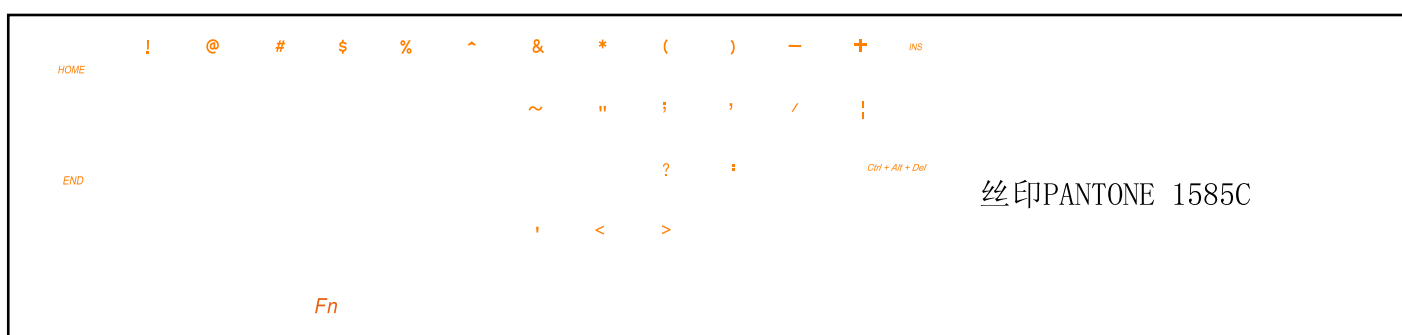 ! @ # $ % ^ & * ( ) — + INS
HOME
~ " ; , / ¦
? : Ctrl + Alt + Del
END
丝印PANTONE 1585C
' < >
Fn